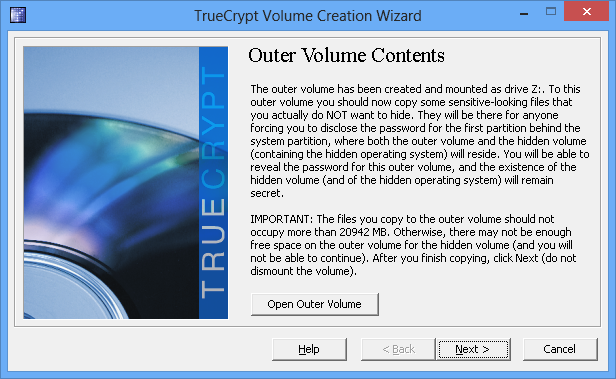 TrueCrypt Volume Creation Wizard
TRUECRYPT
Outer Volume Contents
The outer volume has been created and mounted as drive Z:. To this
outer volume you should now copy some sensitive-looking files that
you actually do NOT want to hide. They will be there for anyone
forcing you to disclose the password for the first partition behind the
system partition, where both the outer volume and the hidden volume
(containing the hidden operating system) will reside. You will be able to
reveal the password for this outer volume, and the existence of the
hidden volume (and of the hidden operating system) will remain
secret.
IMPORTANT: The files you copy to the outer volume should not
occupy more than 20942 MB. Otherwise, there may not be enough
free space on the outer volume for the hidden volume (and you will
not be able to continue). After you finish copying, click Next (do not
dismount the volume).
Open Outer Volume
Help
< Back
Next >
Cancel